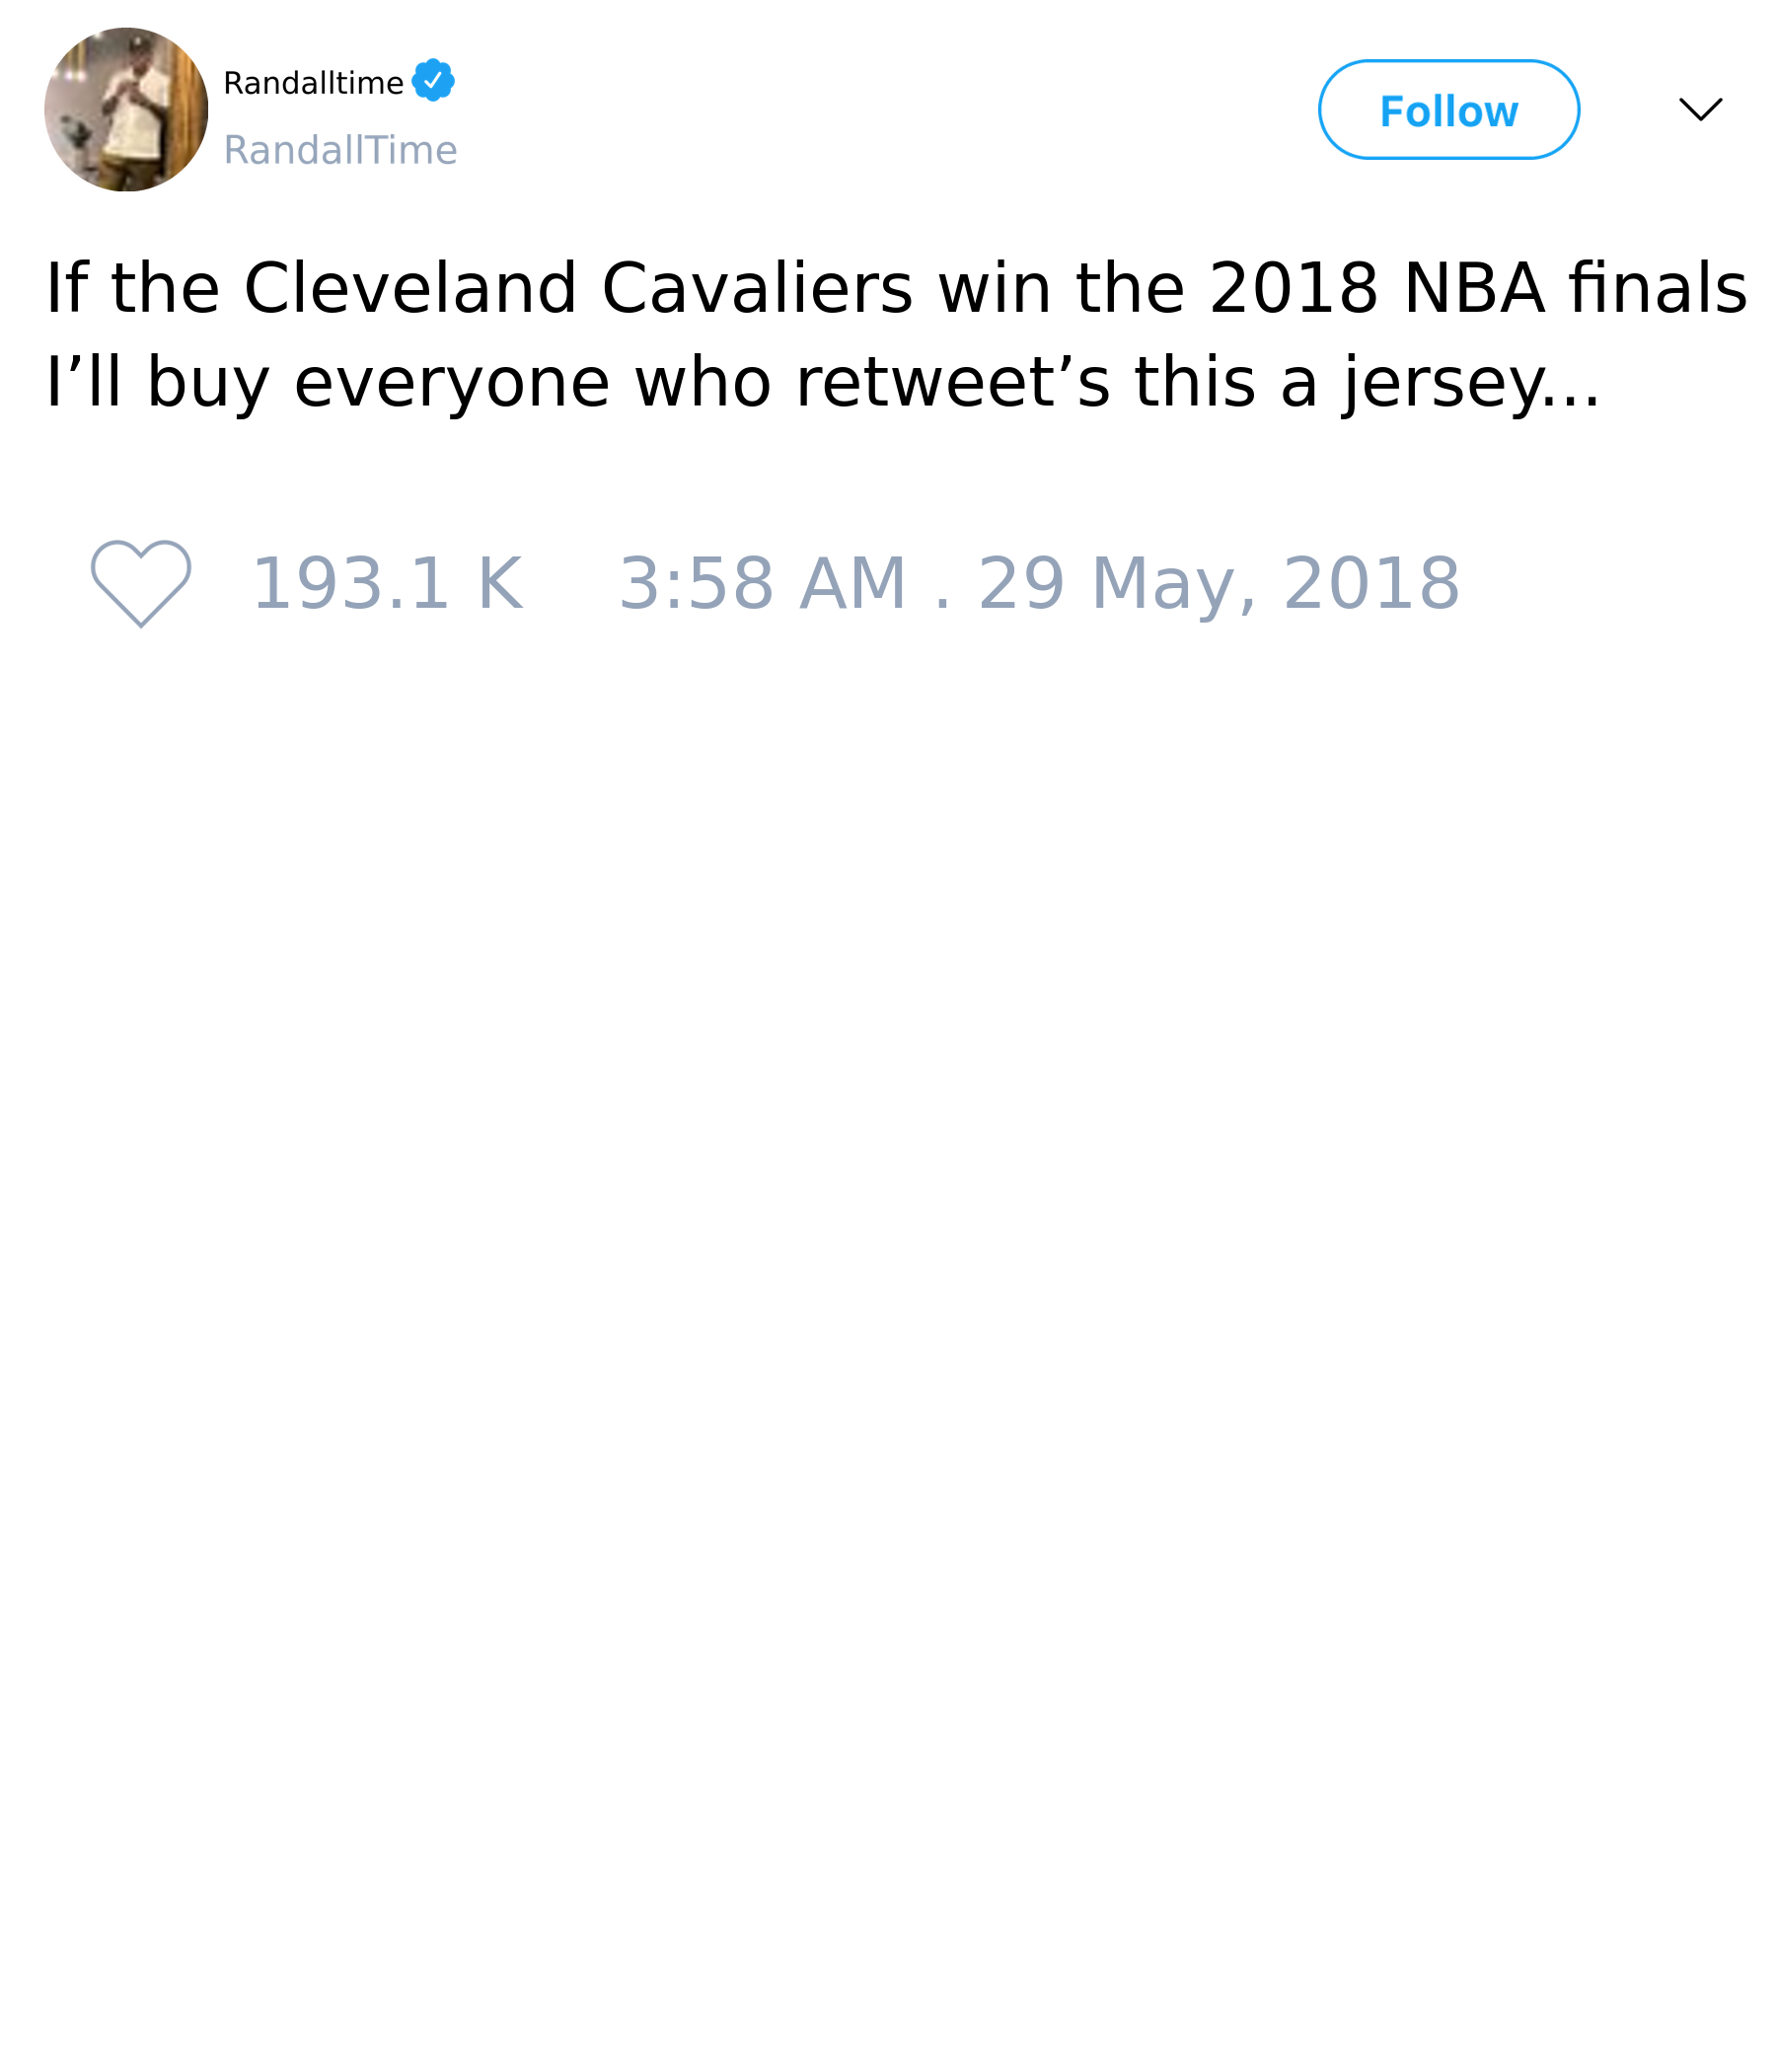 Randalltime
RandallTime
Follow
If the Cleveland Cavaliers win the 2018 NBA finals
I’ll buy everyone who retweet’s this a jersey...
193.1 K 3:58 AM . 29 May, 2018